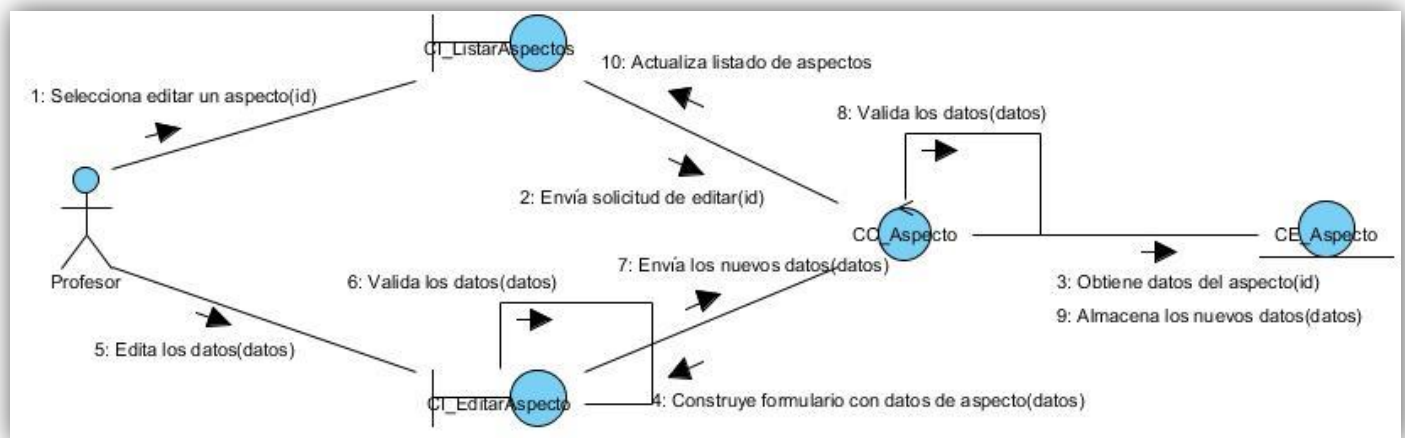 CI_ListarAspectos
10: Actualiza listado de aspectos
1: Selecciona editar un aspecto(id)
8: Valida los datos(datos)
2: Envía solicitud de editar(id)
CC_Aspecto
CE_Aspecto
Profesor
6: Valida los datos(datos)
7: Envía los nuevos datos(datos)
3: Obtiene datos del aspecto(id)
9: Almacena los nuevos datos(datos)
5: Edita los datos(datos)
CI_EditarAspecto
4: Construye formulario con datos de aspecto(datos)